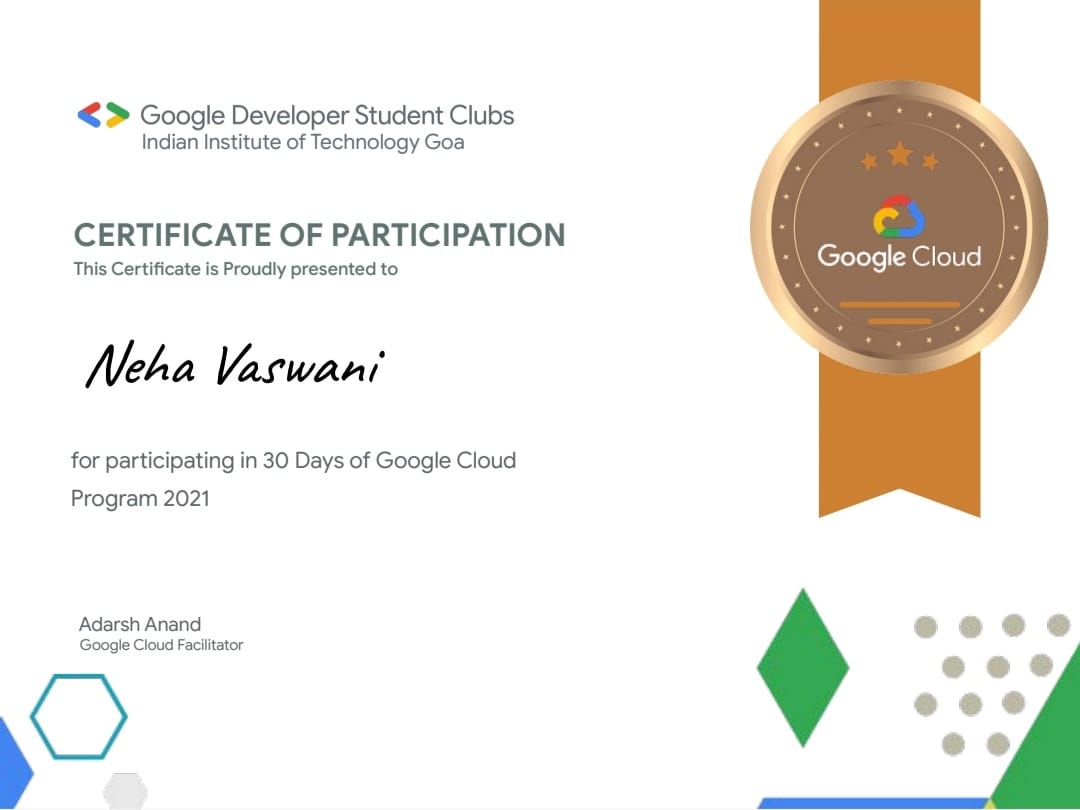 Google Developer Student Clubs
Indian Institute of Technology Goa
CERTIFICATE OF PARTICIPATION
This Certificate is Proudly presented to
Neha Vaswani
for participating in 30 Days of Google Cloud
Program 2021
Adarsh Anand
Google Cloud Facilitator
Google Cloud